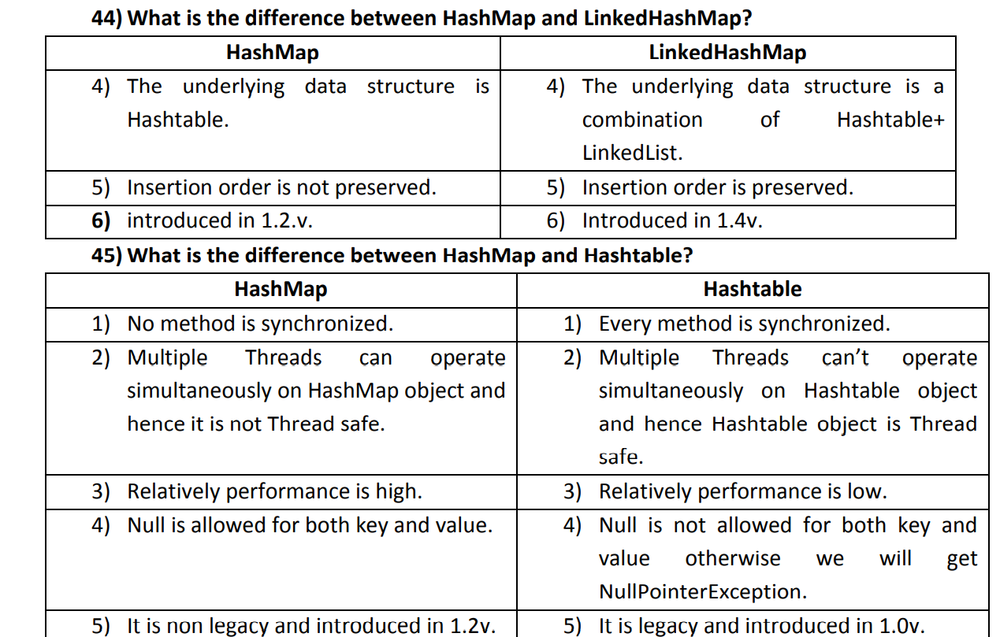 44) What is the difference between HashMap and LinkedHashMap?
HashMap
LinkedHashMap
4) The underlying data structure is
Hashtable.
4) The underlying data structure is a
combination of Hashtable+
LinkedList.
5) Insertion order is not preserved.
5) Insertion order is preserved.
6) introduced in 1.2.v.
6) Introduced in 1.4v.
45) What is the difference between HashMap and Hashtable?
HashMap
Hashtable
1) No method is synchronized.
1) Every method is synchronized.
2) Multiple Threads can operate
simultaneously on HashMap object and
hence it is not Thread safe.
2) Multiple Threads can’t operate
simultaneously on Hashtable object
and hence Hashtable object is Thread
safe.
3) Relatively performance is high.
3) Relatively performance is low.
4) Null is allowed for both key and value.
4) Null is not allowed for both key and
value otherwise we will get
NullPointerException.
5) It is non legacy and introduced in 1.2v.
5) It is legacy and introduced in 1.0v.